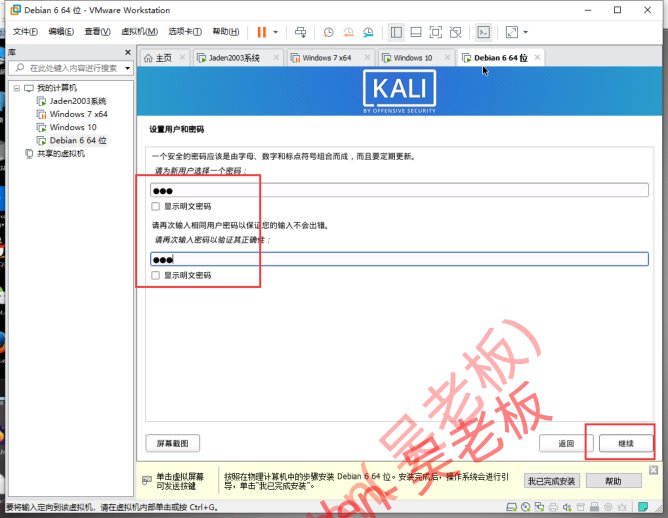 Debian 6 64 位 - VMware Workstation
文件(F) 编辑(E) 查看(V) 虚拟机(M) 选项卡(T) 帮助(H)
库
在此处键入内容进行搜索
我的计算机
Jaden2003系统
Windows 7 x64
Windows 10
Debian 6 64 位
共享的虚拟机
主页 Jaden2003系统 Windows 7 x64 Windows 10 Debian 6 64 位
KALI
BY OFFENSIVE SECURITY
设置用户和密码
一个安全的密码应该是由字母、数字和标点符号组合而成，而且要定期更新。
请为新用户选择一个密码：
●●●
显示明文密码
请再次输入相同用户密码以保证您的输入不会出错。
请再次输入密码以验证其正确性：
●●●
显示明文密码
屏幕截图 返回 继续
单击虚拟屏幕
可发送按键
按照在物理计算机中的步骤安装 Debian 6 64 位。安装完成后，操作系统会进行引
导，单击“我已完成安装”。
我已完成安装 帮助
要将输入定向到该虚拟机，请在虚拟机内部单击或按 Ctrl+G。
吴老板)
吴老板